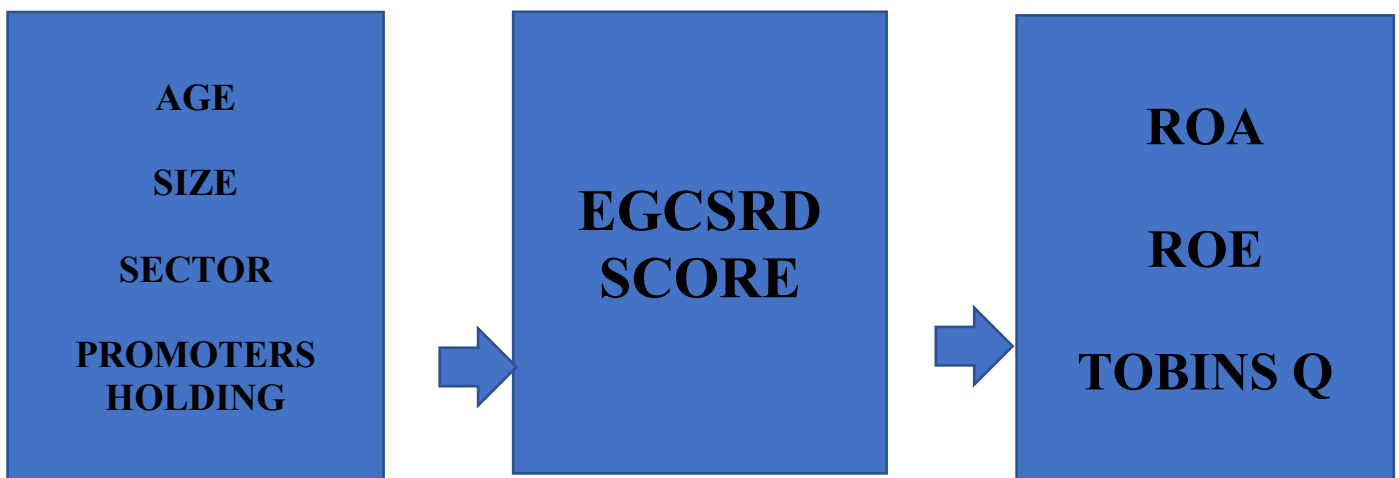 AGE
SIZE
SECTOR
PROMOTERS
HOLDING
EGCSRD
SCORE
ROA
ROE
TOBINS Q